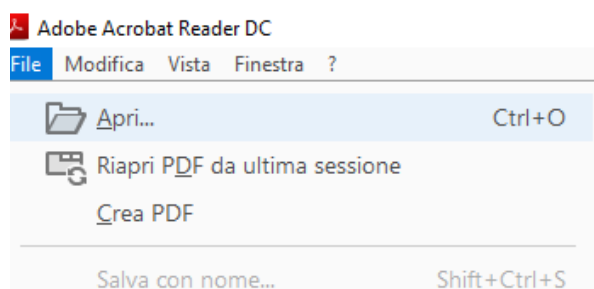 Adobe Acrobat Reader DC
File Modifica Vista Finestra ?
Apri... Ctrl+O
Riapri PDF da ultima sessione
Crea PDF
Salva con nome... Shift+Ctrl+S